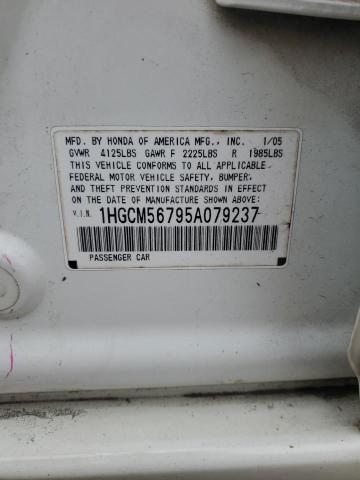 MFD. BY HONDA OF AMERICA MFG., INC. 1/05
GVWR 4125LBS GAWR F 2225LBS R 1985LBS
THIS VEHICLE CONFORMS TO ALL APPLICABLE
FEDERAL MOTOR VEHICLE SAFETY, BUMPER,
AND THEFT PREVENTION STANDARDS IN EFFECT
ON THE DATE OF MANUFACTURE SHOWN ABOVE.
V.I.N. 1HGCM56795A079237
PASSENGER CAR